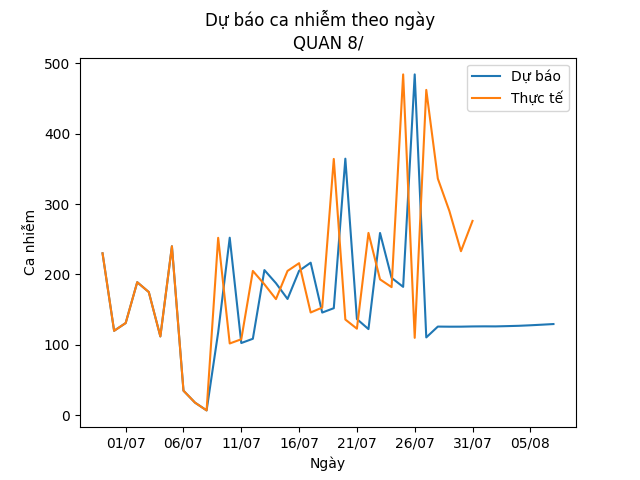 Dự báo ca nhiễm theo ngày
QUAN 8/
Dự báo
Thực tế
Ca nhiễm
500
400
300
200
100
0
01/07 06/07 11/07 16/07 21/07 26/07 31/07 05/08
Ngày